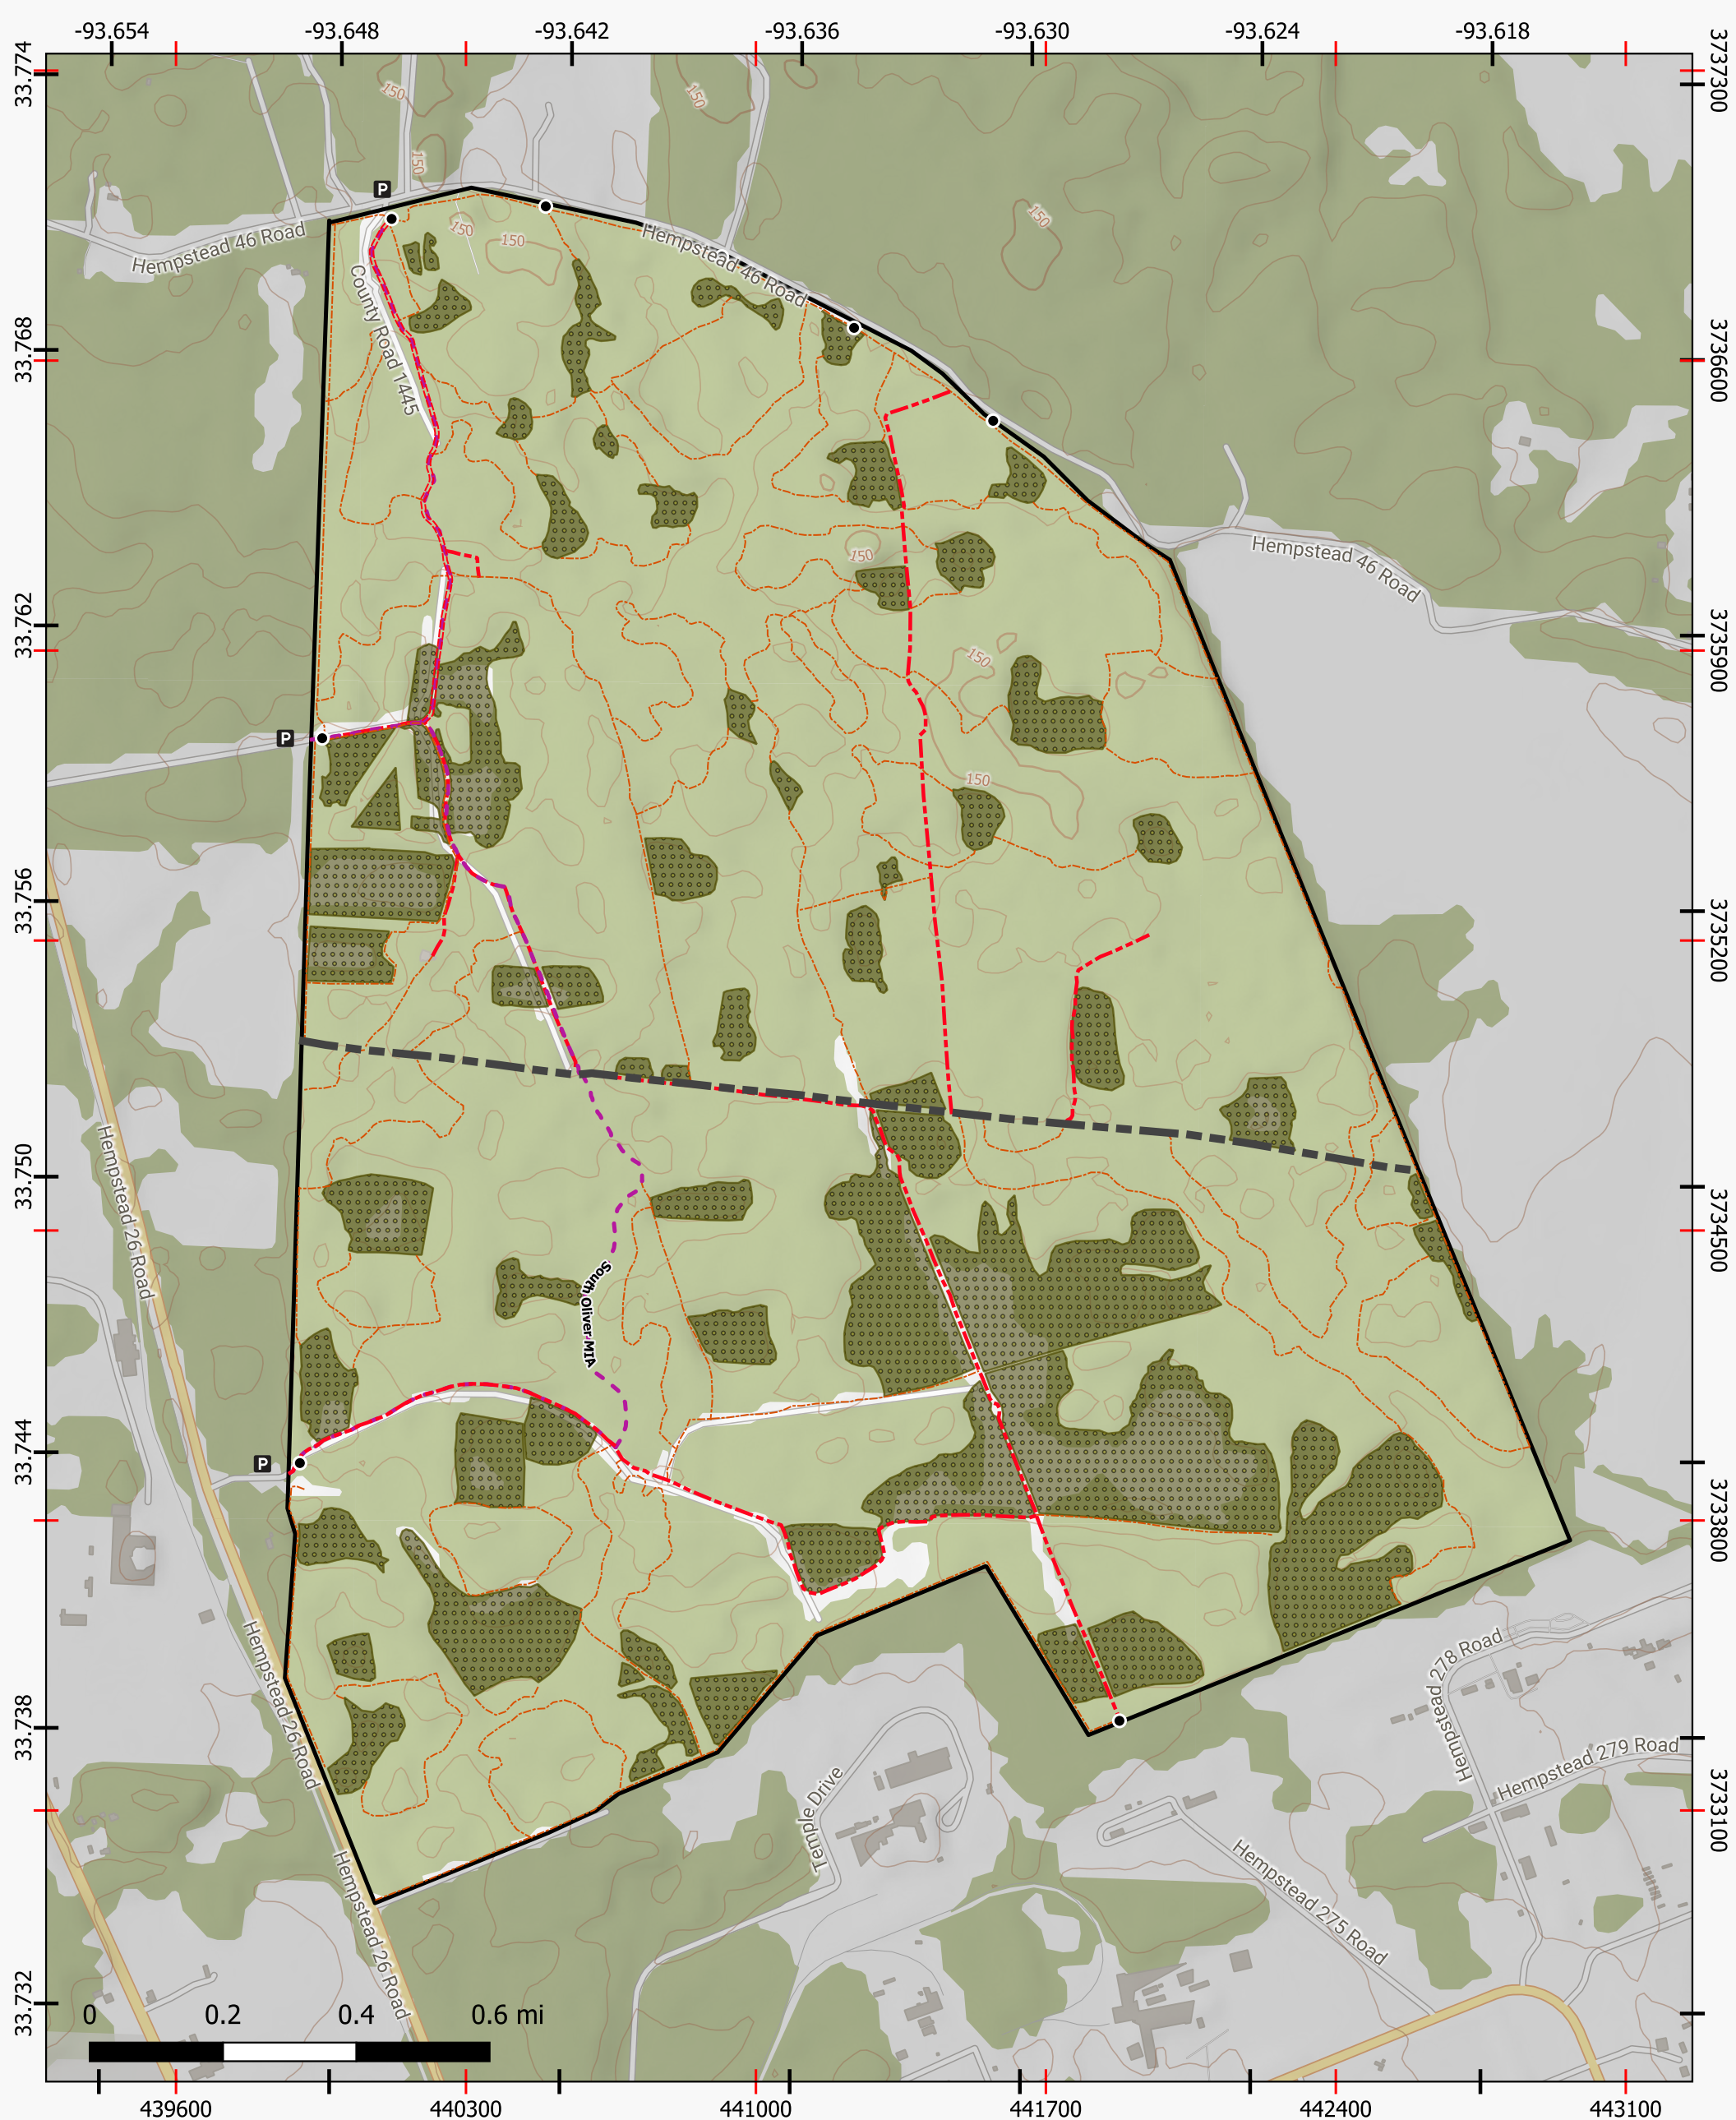 -93.654 -93.648 -93.642 -93.636 -93.630 -93.624 -93.618
33.774
3737300
150
150
150
P
150
150
150
Hempstead 46 Road
Hempstead 46 Road
County Road 1445
33.768
3736600
150
Hempstead 46 Road
33.762
3735900
150
P
150
33.756
3735200
Hempstead 26 Road
33.750
3734500
South Oliver MIA
33.744
P
3733800
Hempstead 26 Road
Hempstead 278 Road
33.738
Hempstead 279 Road
Temple Drive
3733100
Hempstead 275 Road
Hempstead 26 Road
33.732
0 0.2 0.4 0.6 mi
439600 440300 441000 441700 442400 443100